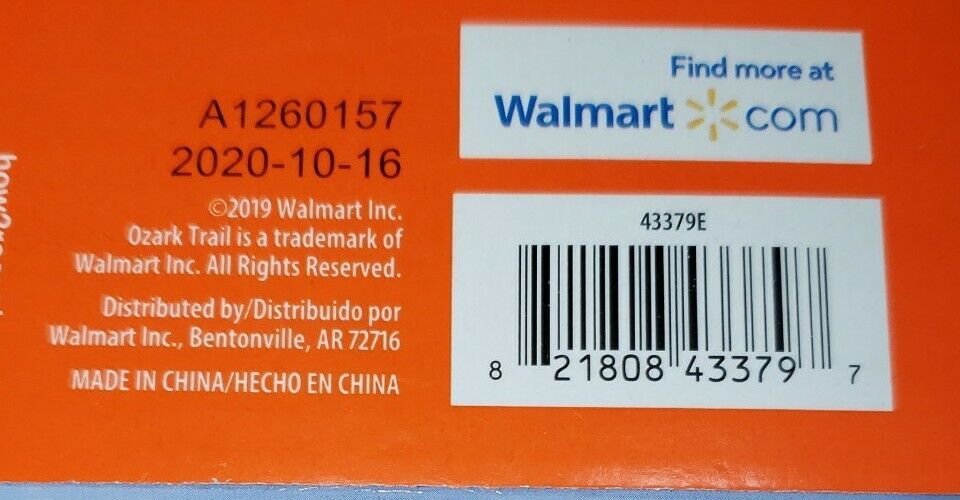 A1260157
2020-10-16
©2019 Walmart Inc.
Ozark Trail is a trademark of
Walmart Inc. All Rights Reserved.
Distributed by/Distribuido por
Walmart Inc., Bentonville, AR 72716
MADE IN CHINA/HECHO EN CHINA
Find more at
Walmart com
43379E
8 21808 43379 7